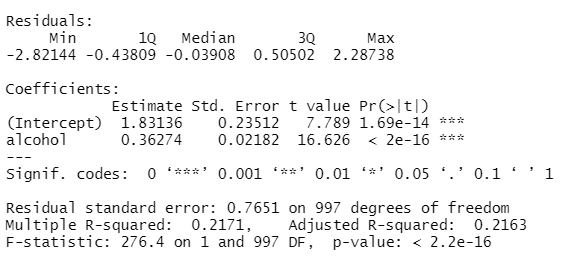 Residuals:
     Min       1Q   Median       3Q      Max
-2.82144 -0.43809 -0.03908  0.50502  2.28738
Coefficients:
            Estimate Std. Error t value Pr(>|t|)
(Intercept)  1.83136    0.23512   7.789 1.69e-14 ***
alcohol      0.36274    0.02182  16.626  < 2e-16 ***
---
Signif. codes:  0 ‘***’ 0.001 ‘**’ 0.01 ‘*’ 0.05 ‘.’ 0.1 ‘ ’ 1
Residual standard error: 0.7651 on 997 degrees of freedom
Multiple R-squared:  0.2171,    Adjusted R-squared:  0.2163
F-statistic: 276.4 on 1 and 997 DF,  p-value: < 2.2e-16